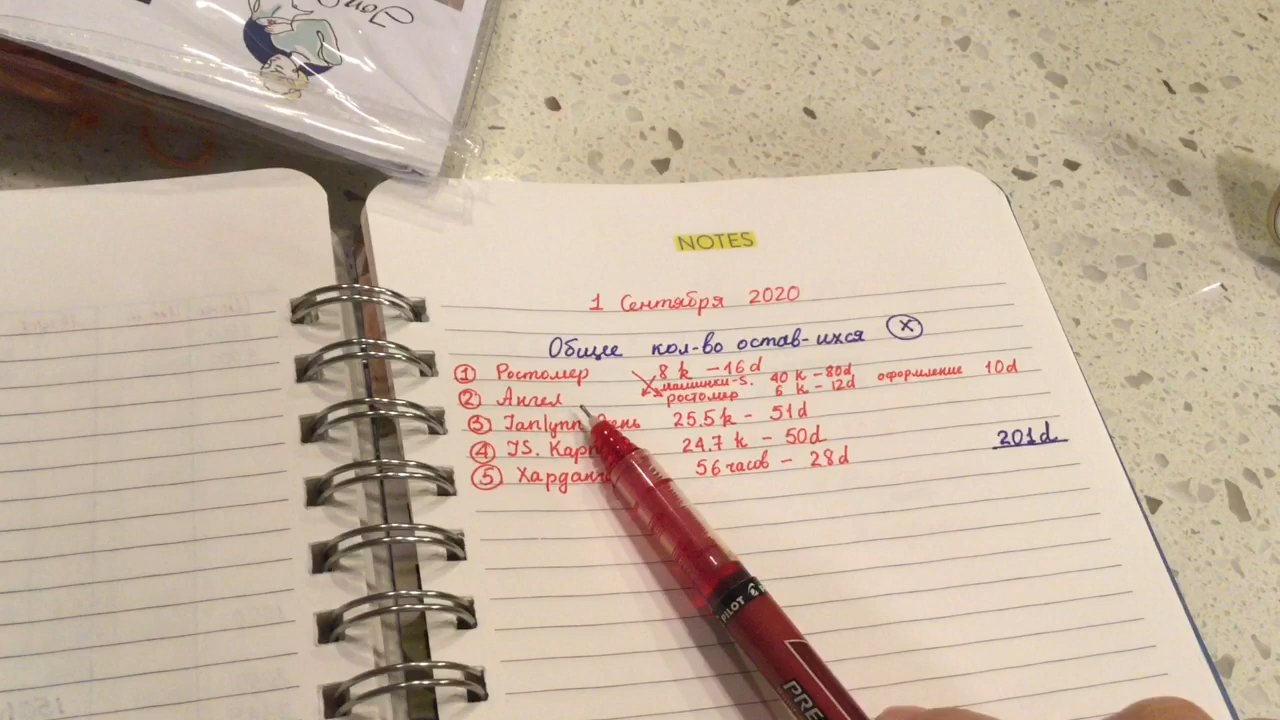 NOTES
1 Сентября 2020
Общее кол-во остав-ихся X
1 Ростомер 8 k - 16 d
машинки-s. 40 k - 80d
2 Ангел ростомер 6 k - 12d оформление 10d
3 Janlynn 25.5 k - 51d
4 JS. 24.7 k - 50d 201d
5 56 часов - 28d
PILOT
PRE